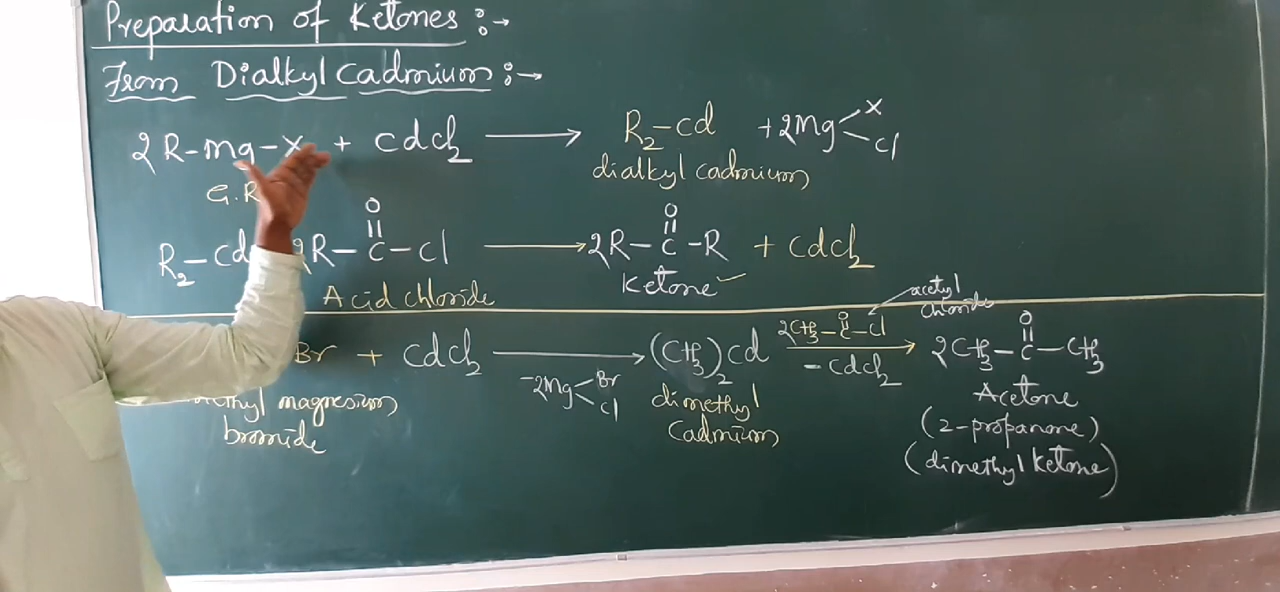 Preparation of Ketones :-→
From Dialkyl Cadmium :-→
2R-Mg-X + CdCl₂ → R₂-Cd + 2Mg<X Cl
G.R
dialkyl cadmium
O
R₂-Cd 2R-C-Cl → 2R-C-R + CdCl₂
Acid chloride
Ketone ✓
acetyl chloride
Br + CdCl₂ → -2Mg<Br Cl (CH₃)₂Cd 2CH₃-C(=O)-Cl → -CdCl₂ 2CH₃-C(=O)-CH₃
magnesium bromide
dimethyl Cadmium
Acetone
(2-propanone)
(dimethyl ketone)